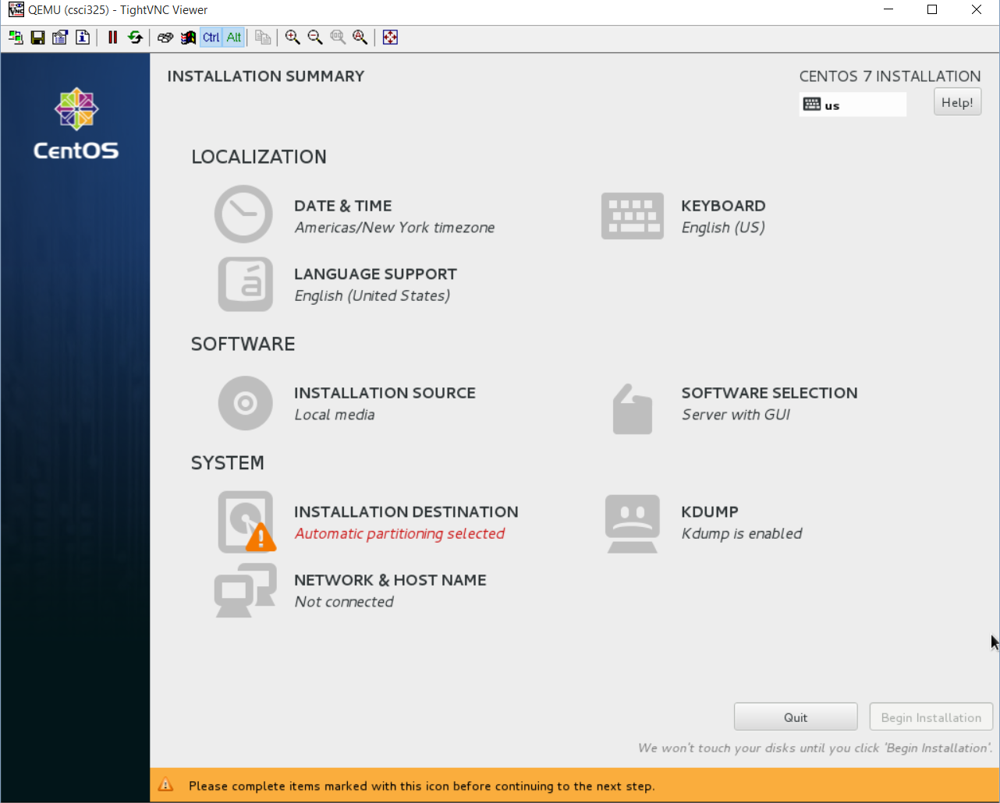 QEMU (csci325) - TightVNC Viewer
Ctrl Alt
INSTALLATION SUMMARY
CENTOS 7 INSTALLATION
us
Help!
CentOS
LOCALIZATION
DATE & TIME
Americas/New York timezone
KEYBOARD
English (US)
LANGUAGE SUPPORT
English (United States)
SOFTWARE
INSTALLATION SOURCE
Local media
SOFTWARE SELECTION
Server with GUI
SYSTEM
INSTALLATION DESTINATION
Automatic partitioning selected
KDUMP
Kdump is enabled
NETWORK & HOST NAME
Not connected
Quit
Begin Installation
We won't touch your disks until you click 'Begin Installation'.
Please complete items marked with this icon before continuing to the next step.